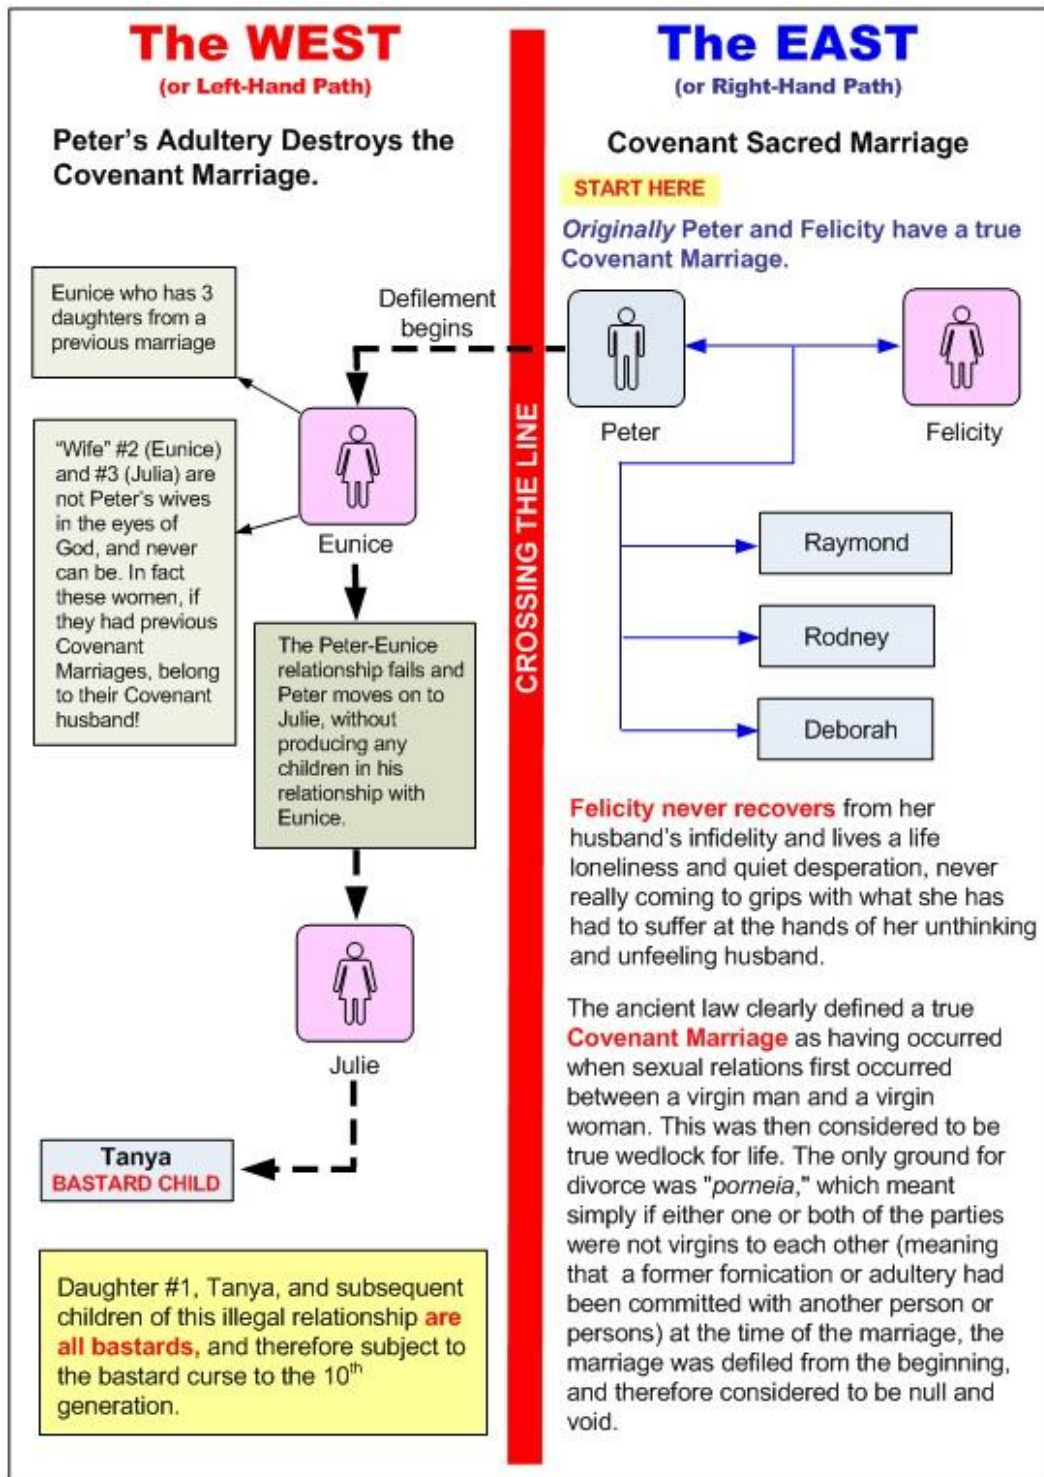 The WEST
(or Left-Hand Path)
Peter's Adultery Destroys the
Covenant Marriage.
Eunice who has 3
daughters from a
previous marriage
"Wife" #2 (Eunice)
and #3 (Julia) are
not Peter's wives
in the eyes of
God, and never
can be. In fact
these women, if
they had previous
Covenant
Marriages, belong
to their Covenant
husband!
Defilement
begins
Eunice
The Peter-Eunice
relationship fails and
Peter moves on to
Julie, without
producing any
children in his
relationship with
Eunice.
Julie
Tanya
BASTARD CHILD
Daughter #1, Tanya, and subsequent
children of this illegal relationship are
all bastards, and therefore subject to
the bastard curse to the 10th
generation.
CROSSING THE LINE
The EAST
(or Right-Hand Path)
Covenant Sacred Marriage
START HERE
Originally Peter and Felicity have a true
Covenant Marriage.
Peter
Felicity
Raymond
Rodney
Deborah
Felicity never recovers from her
husband's infidelity and lives a life
loneliness and quiet desperation, never
really coming to grips with what she has
had to suffer at the hands of her unthinking
and unfeeling husband.
The ancient law clearly defined a true
Covenant Marriage as having occurred
when sexual relations first occurred
between a virgin man and a virgin
woman. This was then considered to be
true wedlock for life. The only ground for
divorce was "porneia," which meant
simply if either one or both of the parties
were not virgins to each other (meaning
that a former fornication or adultery had
been committed with another person or
persons) at the time of the marriage, the
marriage was defiled from the beginning,
and therefore considered to be null and
void.